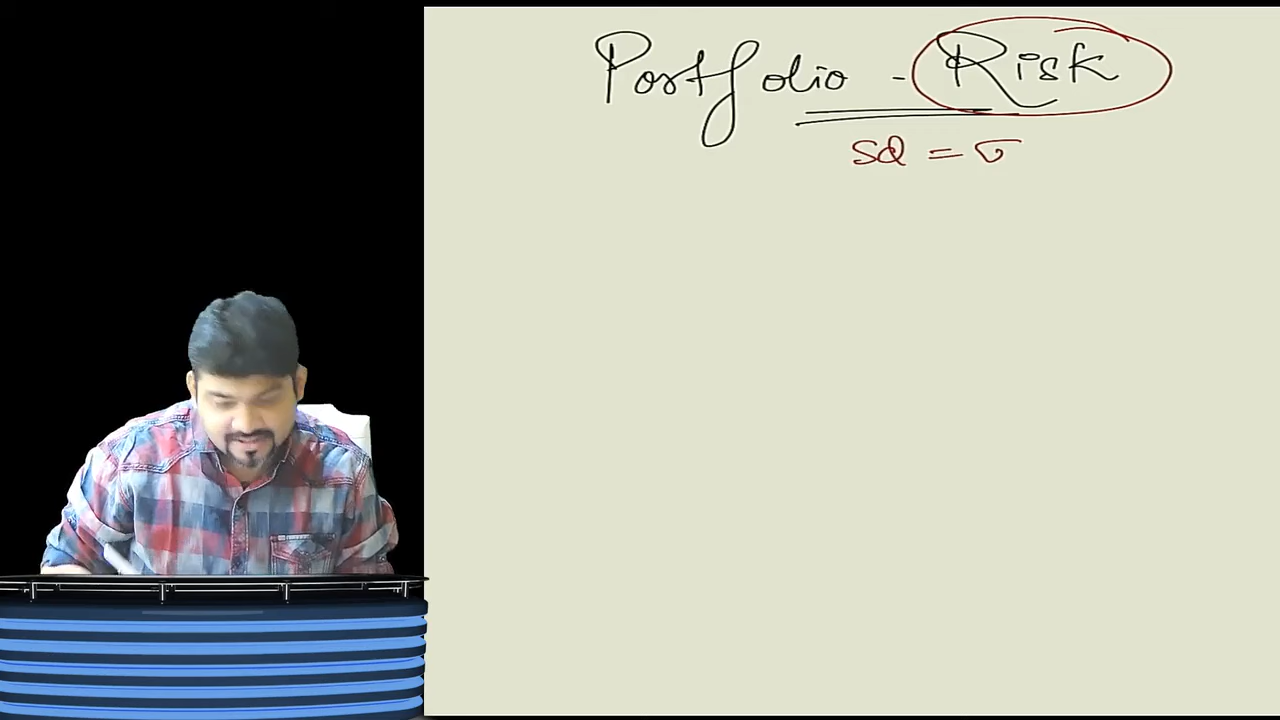 Portfolio - Risk
SD = σ